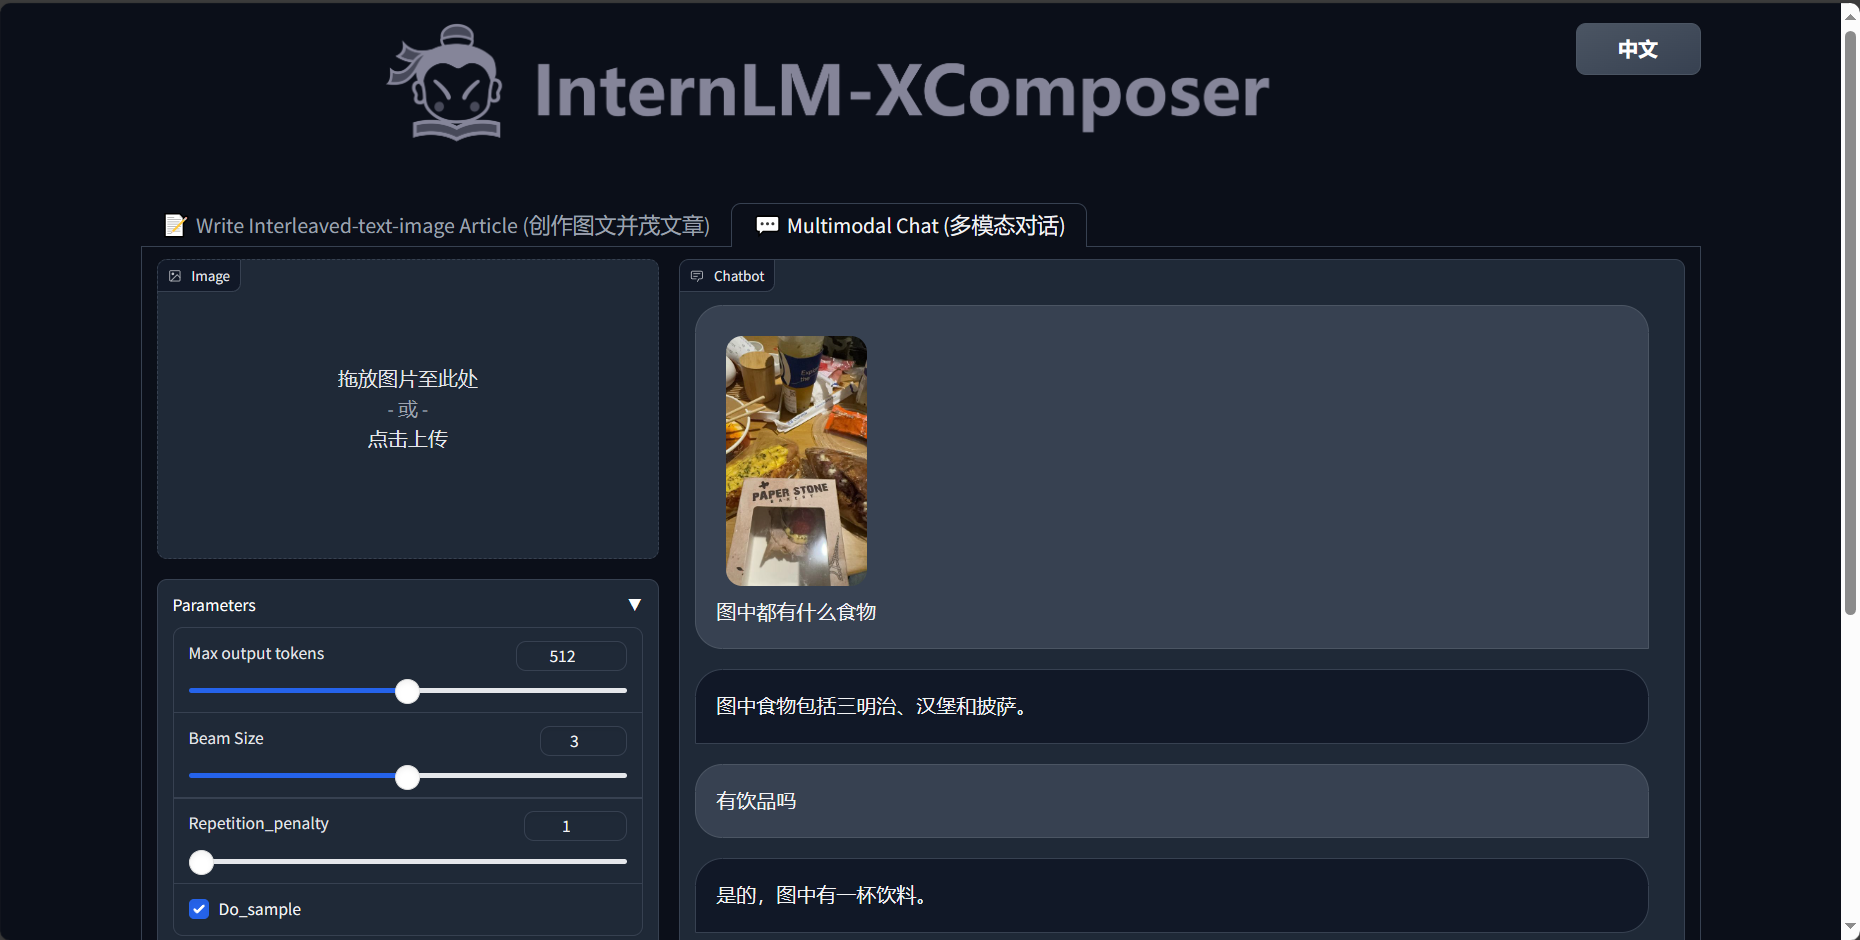 InternLM-XComposer
中文
📝 Write Interleaved-text-image Article (创作图文并茂文章)
💬 Multimodal Chat (多模态对话)
Image
拖放图片至此处
- 或 -
点击上传
Parameters ▼
Max output tokens
512
Beam Size
3
Repetition_penalty
1
Do_sample
Chatbot
PAPER STONE
BAKERY
图中都有什么食物
图中食物包括三明治、汉堡和披萨。
有饮品吗
是的，图中有一杯饮料。